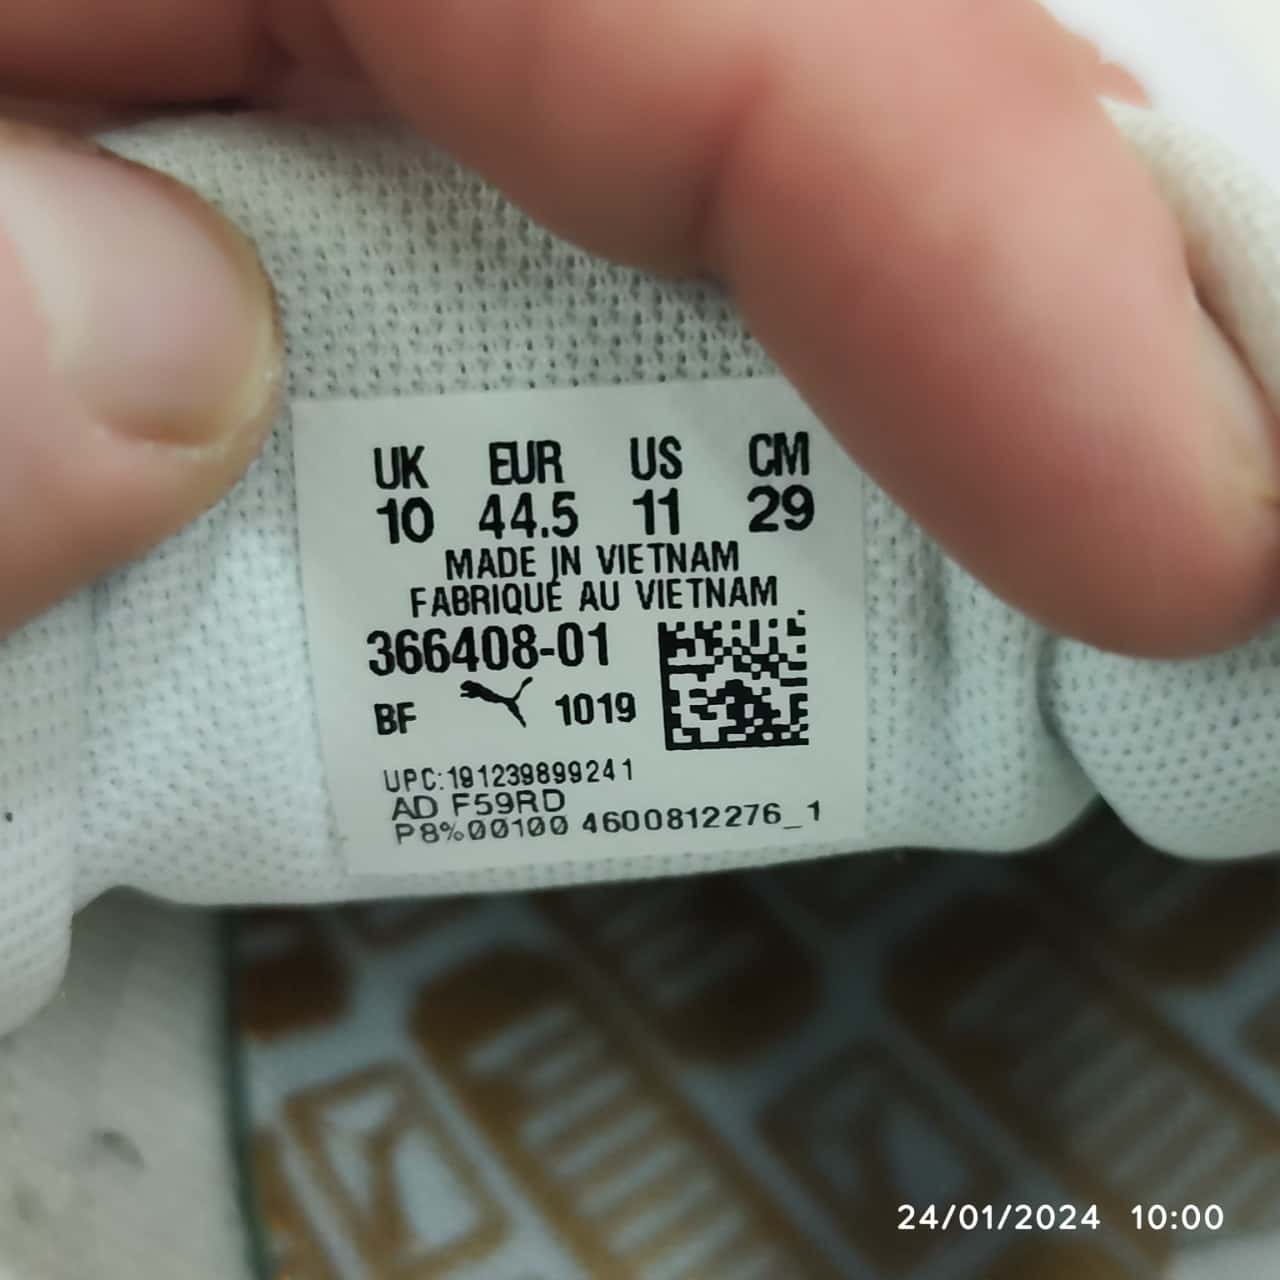 UK EUR US CM
10 44.5 11 29
MADE IN VIETNAM
FABRIQUÉ AU VIETNAM
366408-01
BF 1019
UPC:191239899241
AD F59RD
P8%00100 4600812276_1
24/01/2024 10:00